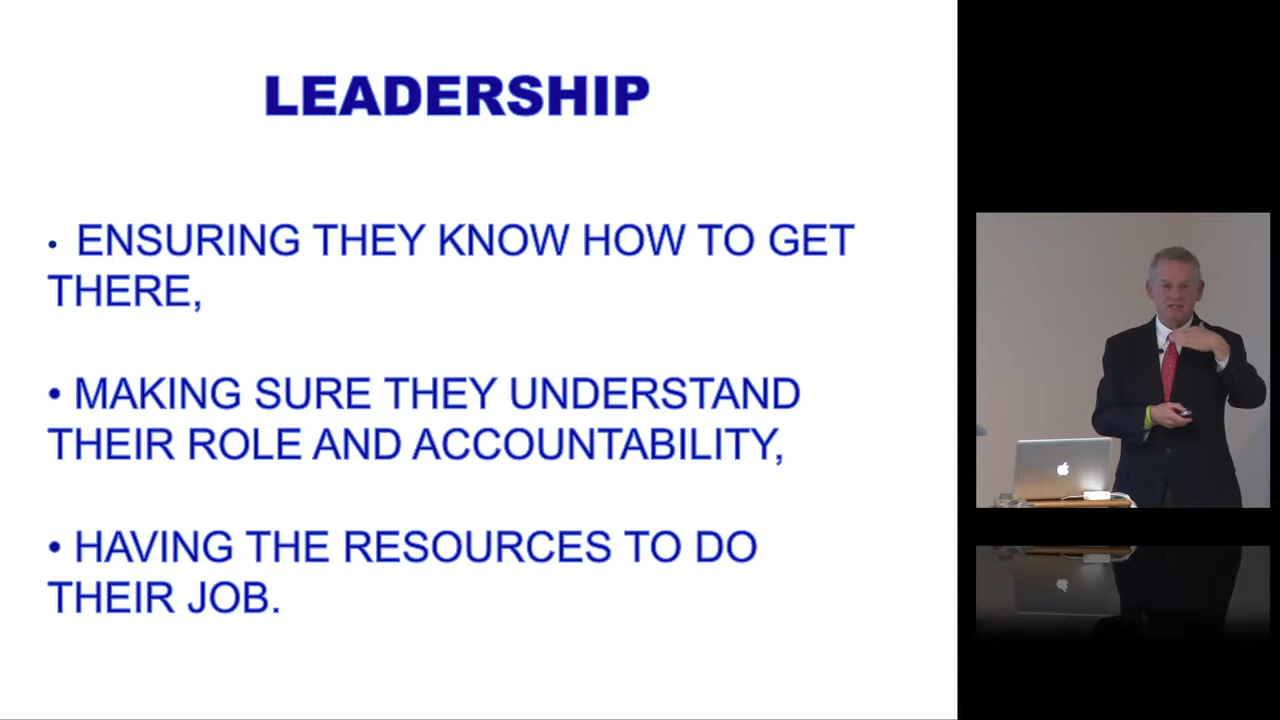 LEADERSHIP
• ENSURING THEY KNOW HOW TO GET
THERE,
• MAKING SURE THEY UNDERSTAND
THEIR ROLE AND ACCOUNTABILITY,
• HAVING THE RESOURCES TO DO
THEIR JOB.